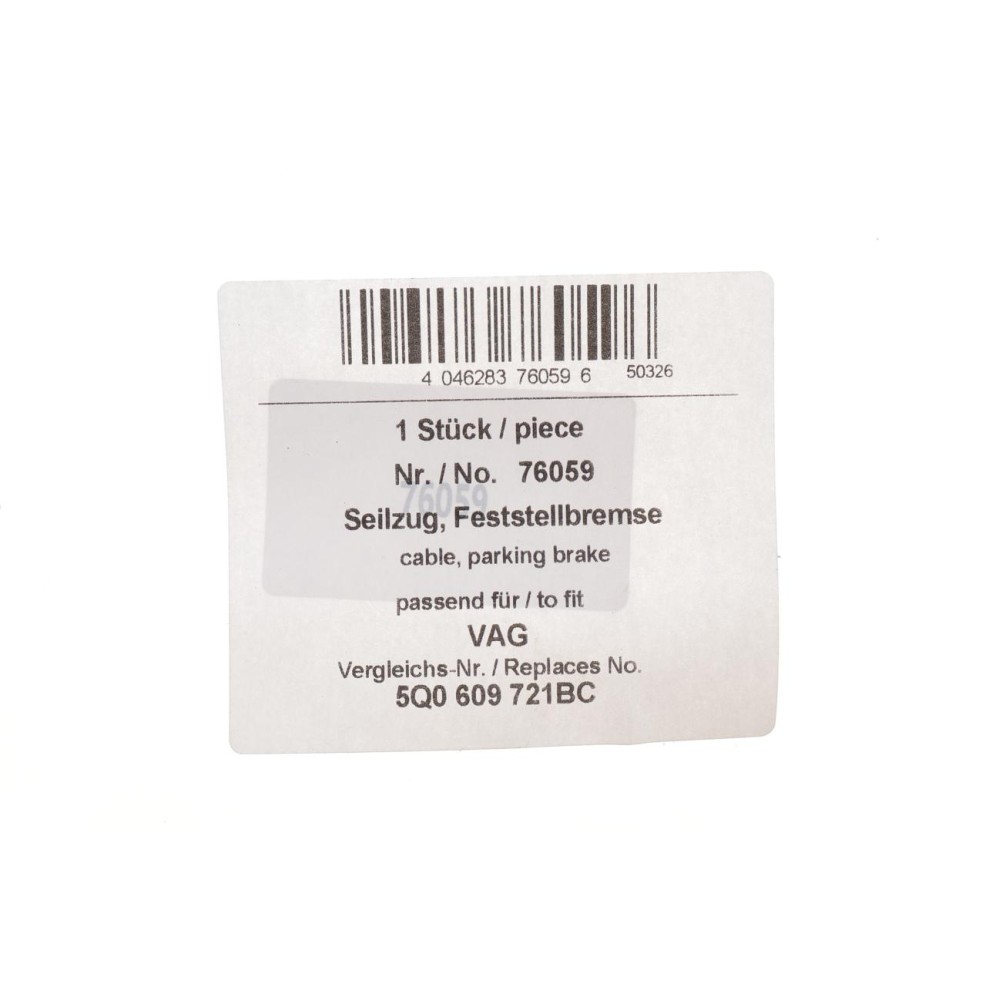 4 046283 76059 6 50326
1 Stück / piece
Nr. / No. 76059
76059
Seilzug, Feststellbremse
cable, parking brake
passend für / to fit
VAG
Vergleichs-Nr. / Replaces No.
5Q0 609 721BC